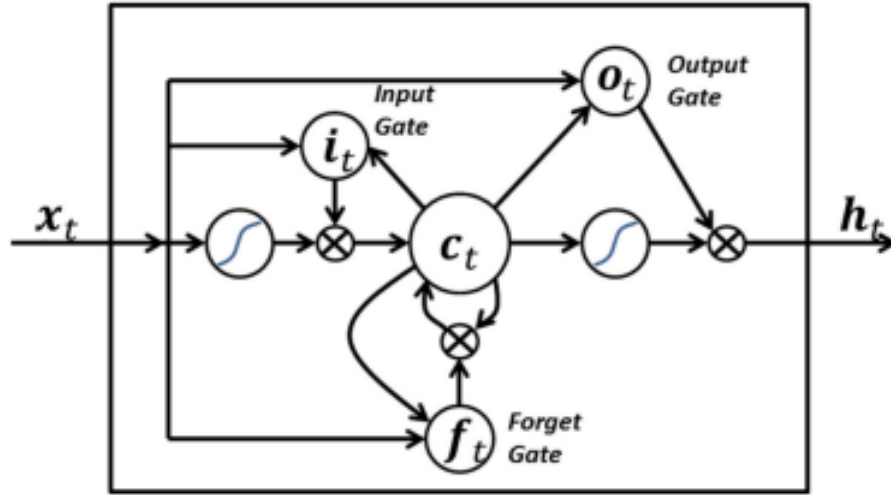 Input
Gate
o_t
Output
Gate
i_t
x_t
c_t
h_t
f_t
Forget
Gate